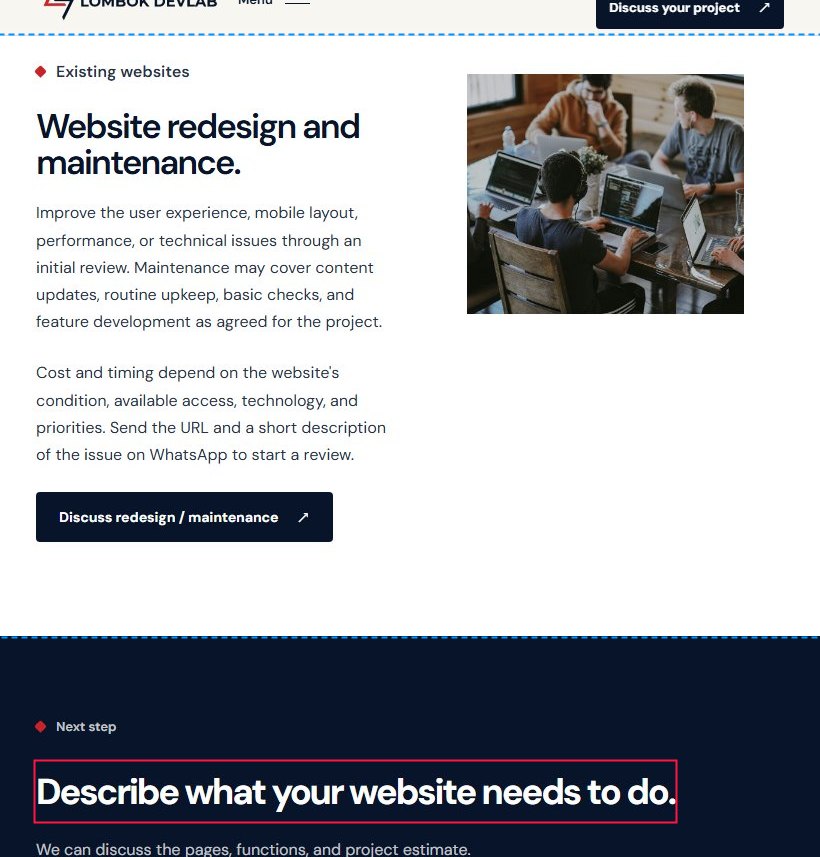 LOMBOK DEVLAB Menu Discuss your project ↗
Existing websites
Website redesign and
maintenance.
Improve the user experience, mobile layout,
performance, or technical issues through an
initial review. Maintenance may cover content
updates, routine upkeep, basic checks, and
feature development as agreed for the project.
Cost and timing depend on the website's
condition, available access, technology, and
priorities. Send the URL and a short description
of the issue on WhatsApp to start a review.
Discuss redesign / maintenance ↗
Next step
Describe what your website needs to do.
We can discuss the pages, functions, and project estimate.